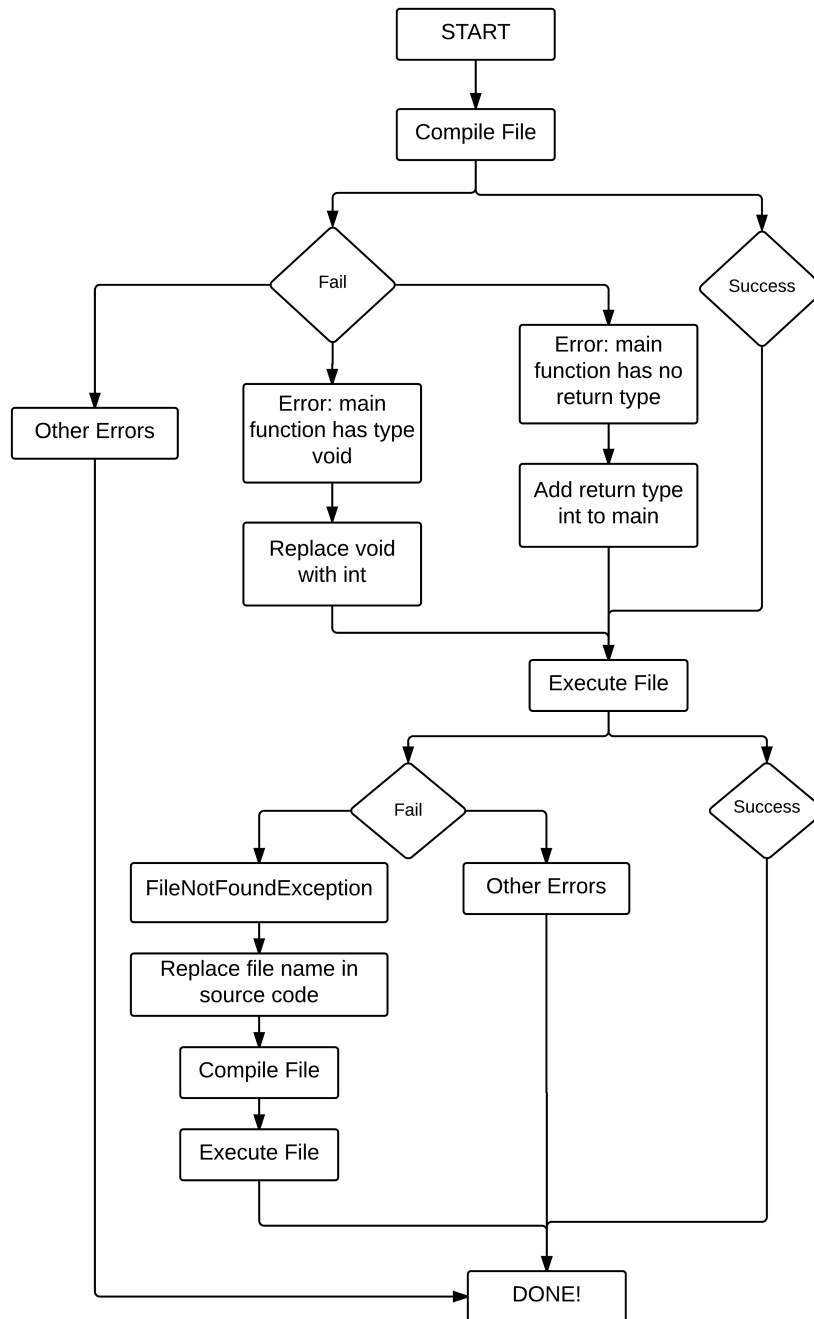 START
Compile File
Fail
Success
Error: main
function has no
return type
Error: main
function has type
void
Other Errors
Add return type
int to main
Replace void
with int
Execute File
Fail
Success
FileNotFoundException
Other Errors
Replace file name in
source code
Compile File
Execute File
DONE!